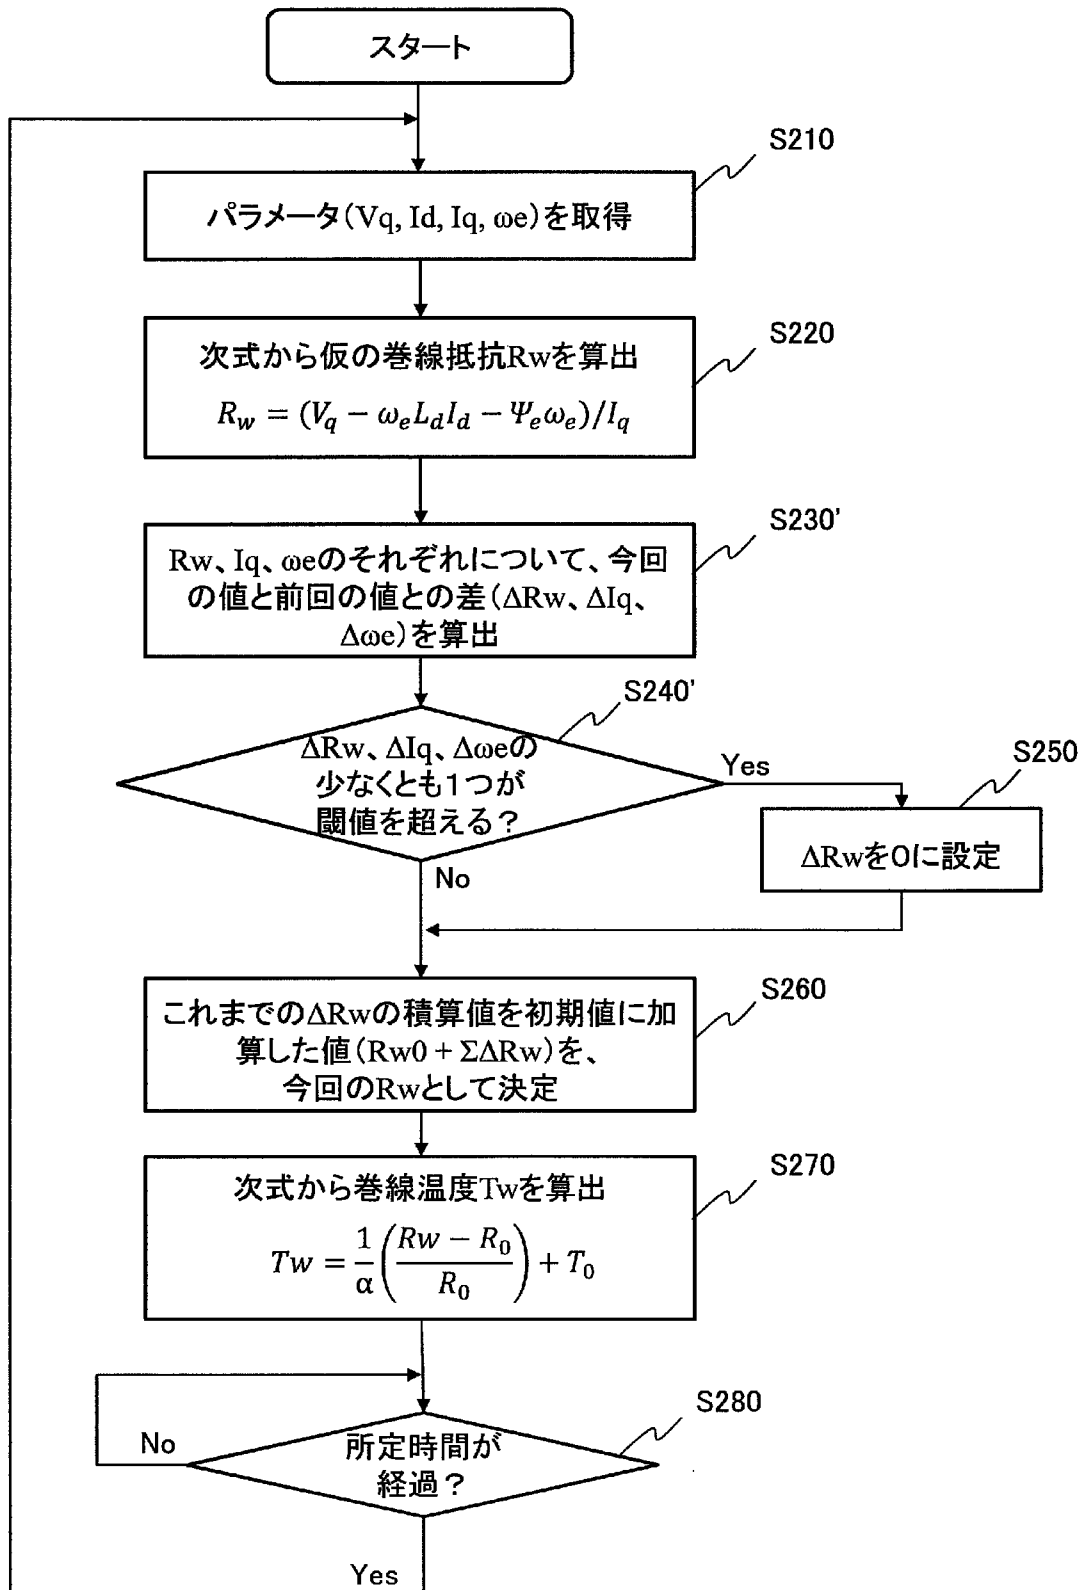 スタート
S210
パラメータ(Vq, Id, Iq, ωe)を取得
S220
次式から仮の巻線抵抗Rwを算出
R_w = (V_q − ω_e L_d I_d − Ψ_e ω_e)/I_q
S230'
Rw、Iq、ωeのそれぞれについて、今回
の値と前回の値との差(ΔRw、ΔIq、
Δωe)を算出
S240'
ΔRw、ΔIq、Δωeの
少なくとも1つが
閾値を超える?
Yes
No
S250
ΔRwを0に設定
S260
これまでのΔRwの積算値を初期値に加
算した値(Rw0 + ΣΔRw)を、
今回のRwとして決定
S270
次式から巻線温度Twを算出
Tw = 1/α ((Rw − R_0)/R_0) + T_0
S280
所定時間が
経過?
No
Yes